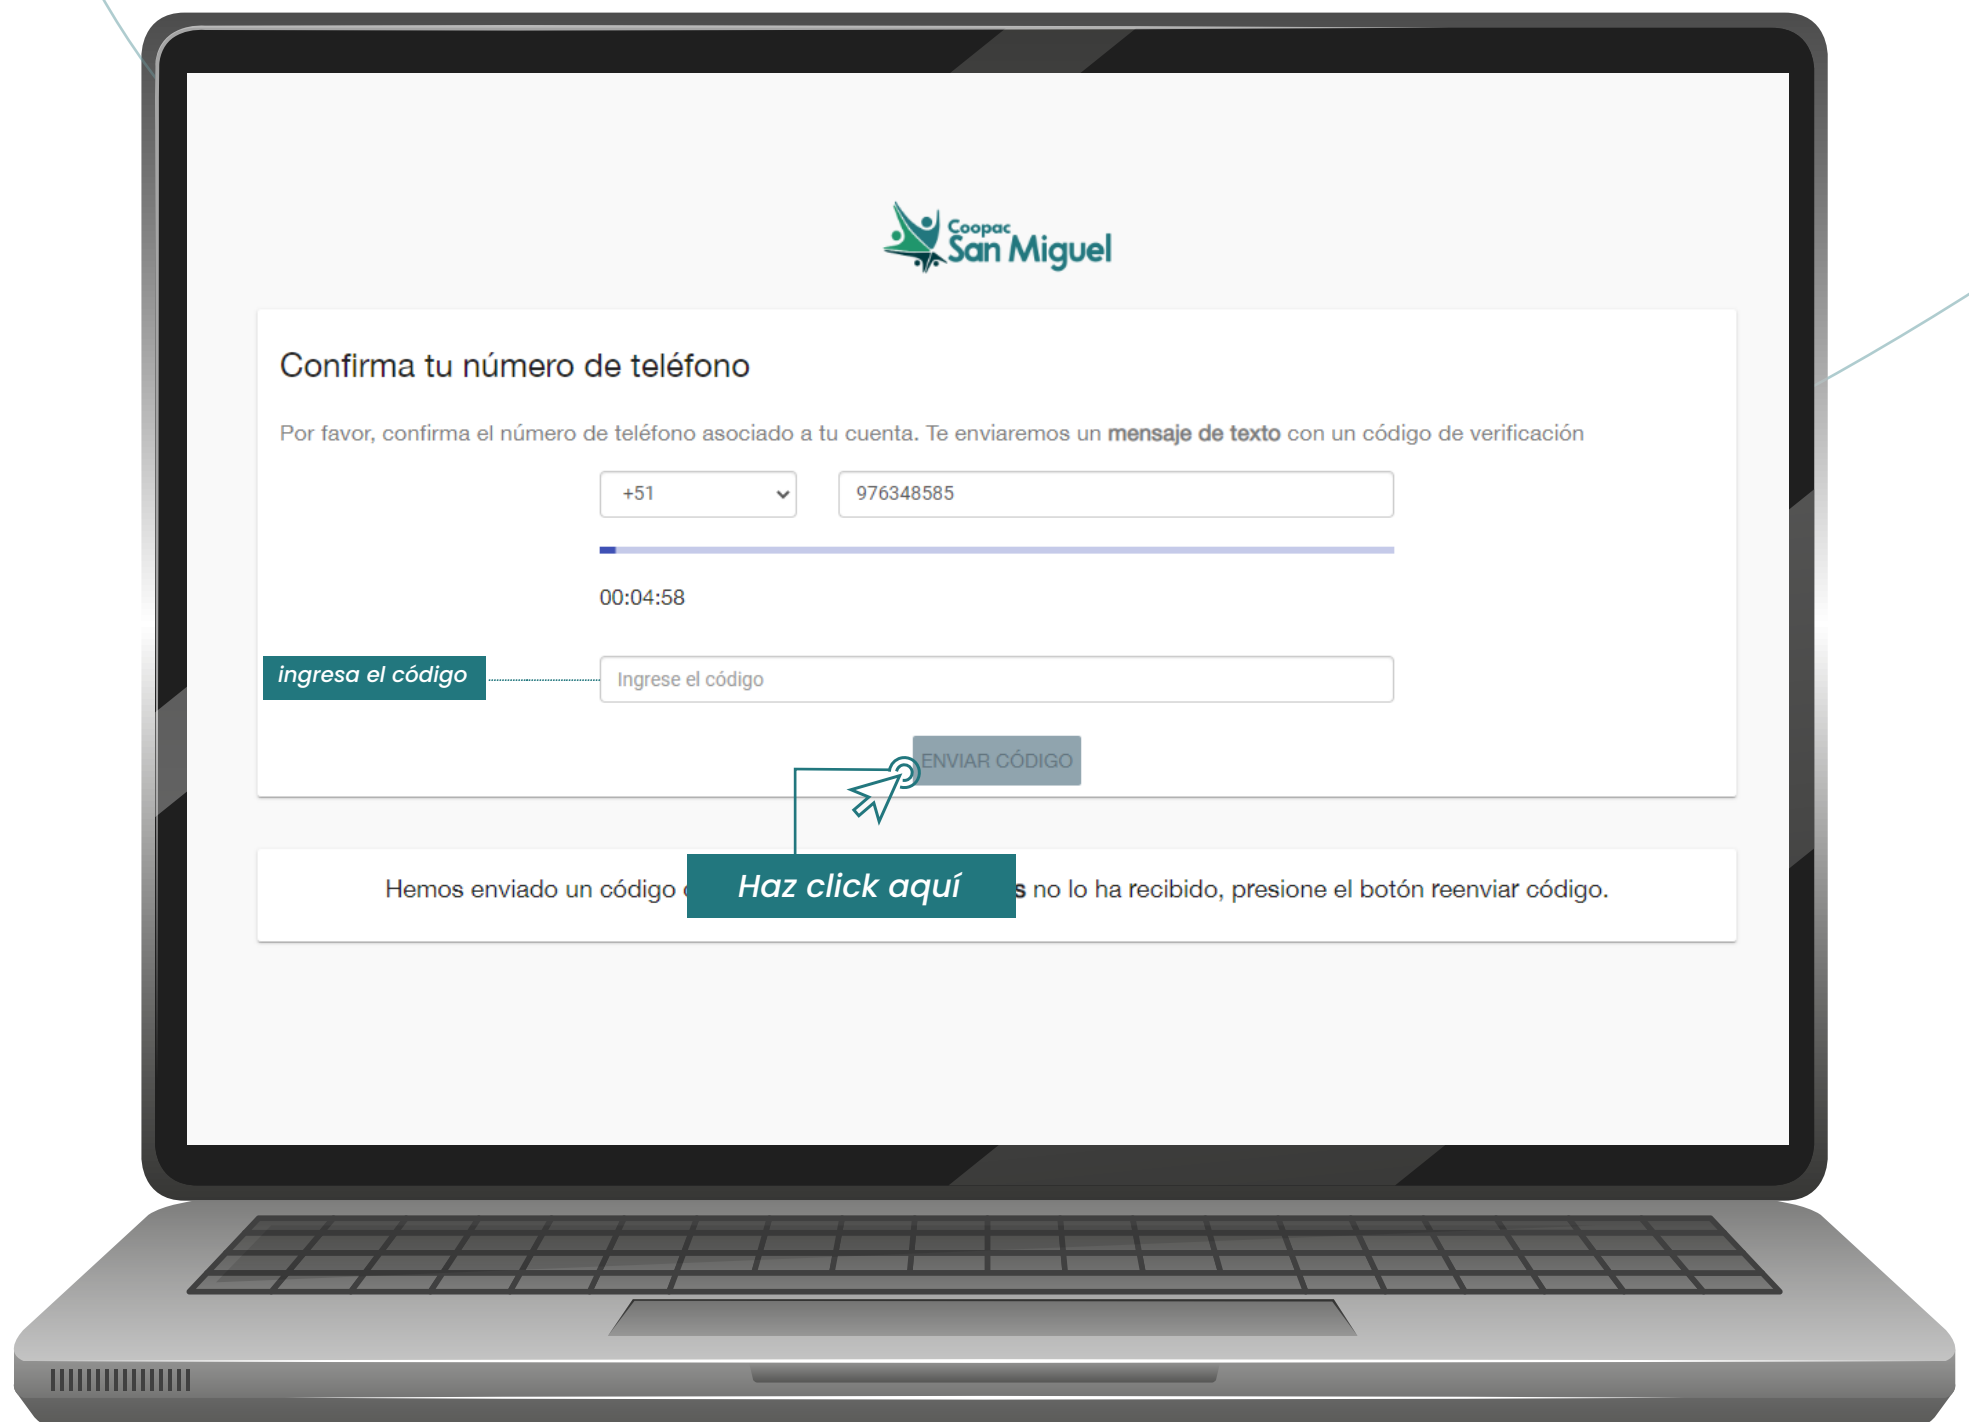 Coopac
San Miguel
Confirma tu número de teléfono
Por favor, confirma el número de teléfono asociado a tu cuenta. Te enviaremos un mensaje de texto con un código de verificación
+51 976348585
00:04:58
ingresa el código Ingrese el código
ENVIAR CÓDIGO
Haz click aquí
Hemos enviado un código no lo ha recibido, presione el botón reenviar código.